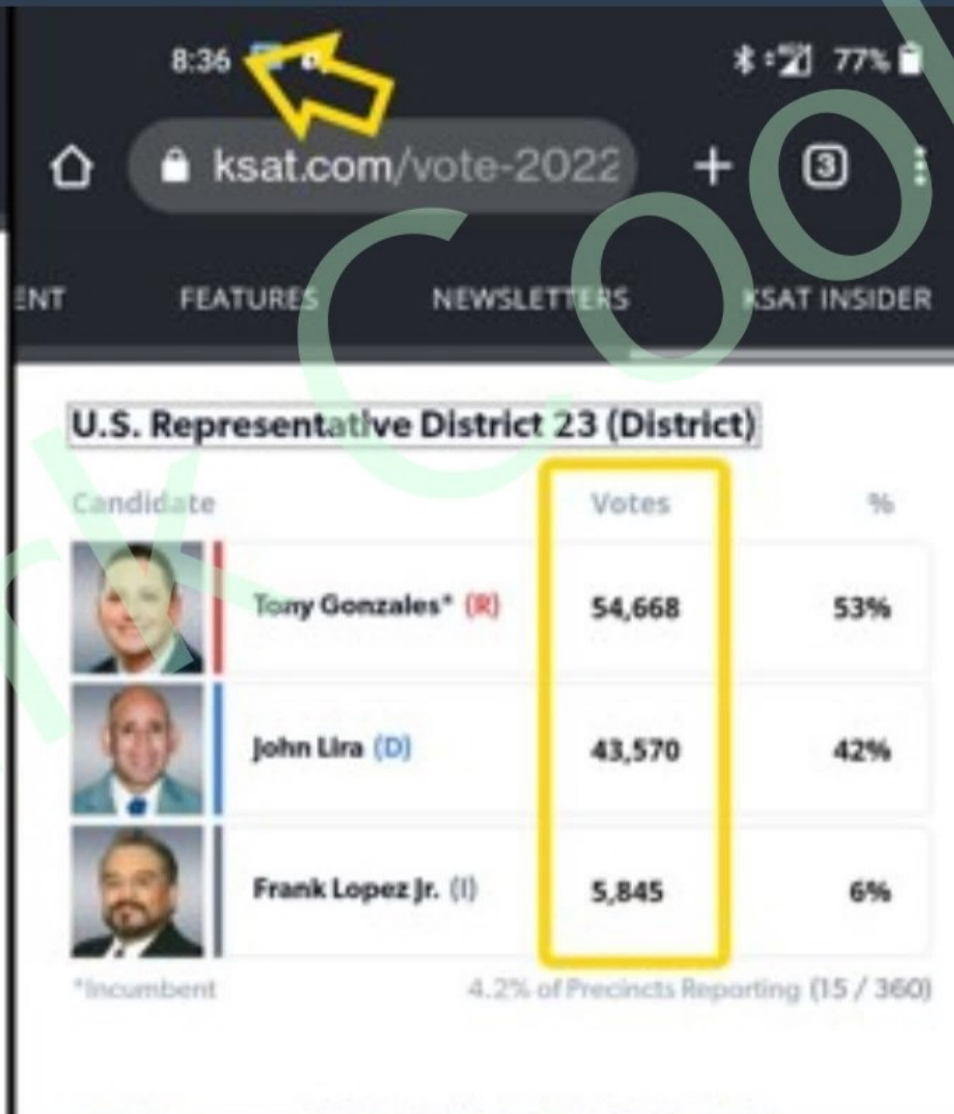 8:36 77%
ksat.com/vote-2022 3
ENT FEATURES NEWSLETTERS KSAT INSIDER
U.S. Representative District 23 (District)
Candidate Votes %
Tony Gonzales* (R) 54,668 53%
John Lira (D) 43,570 42%
Frank Lopez Jr. (I) 5,845 6%
*Incumbent 4.2% of Precincts Reporting (15 / 360)